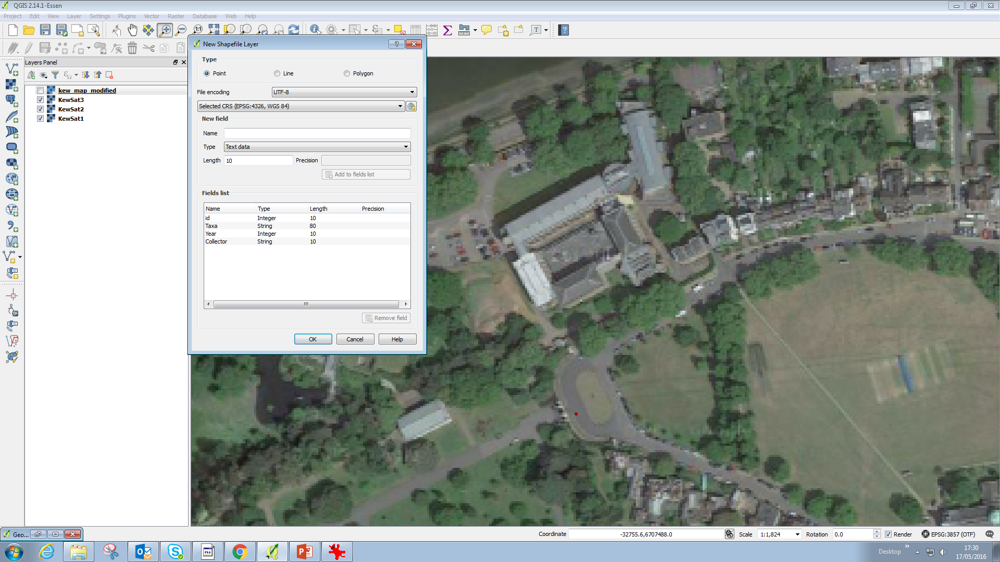 QGIS 2.14.1-Essen
Project Edit View Layer Settings Plugins Vector Raster Database Web Help
New Shapefile Layer
Layers Panel
kew_map_modified
KewSat3
KewSat2
KewSat1
Type
Point Line Polygon
File encoding UTF-8
Selected CRS (EPSG:4326, WGS 84)
New field
Name
Type Text data
Length 10 Precision
Add to fields list
Fields list
Name Type Length Precision
id Integer 10
Taxa String 80
Year Integer 10
Collector String 10
Remove field
OK Cancel Help
Geo...
Coordinate -32755.6,6707488.0 Scale 1:1,824 Rotation 0.0 Render EPSG:3857 (OTF)
Desktop
17:30
17/05/2016